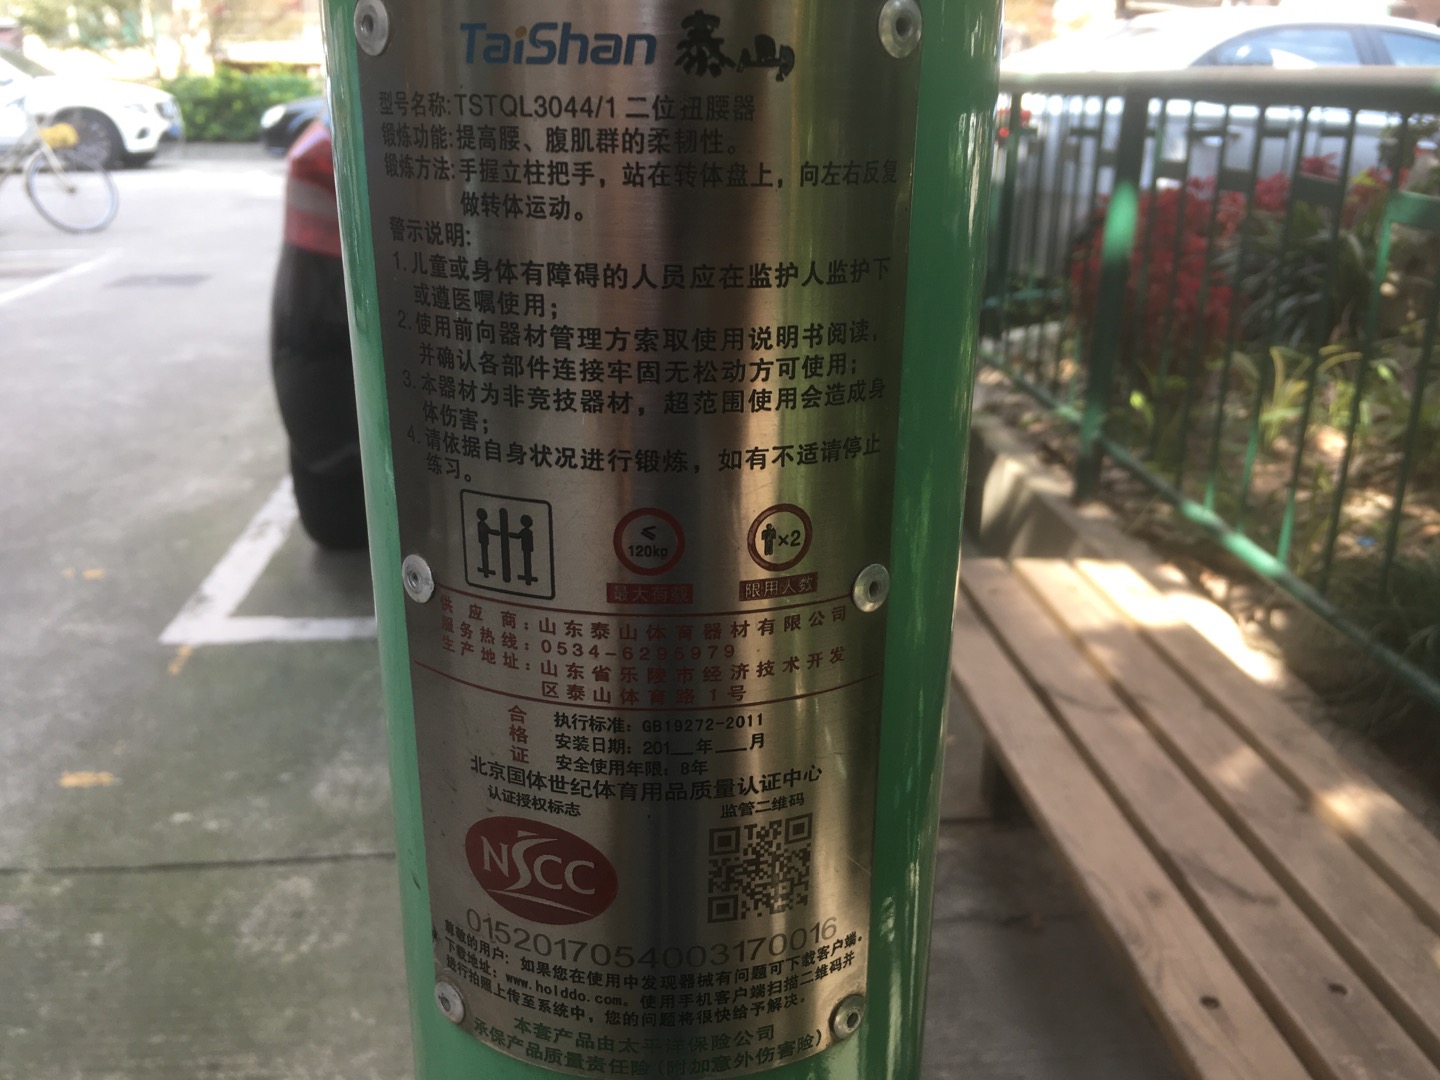 TaiShan 泰山
型号名称:TSTQL3044/1 二位扭腰器
锻炼功能:提高腰、腹肌群的柔韧性。
锻炼方法:手握立柱把手，站在转体盘上，向左右反复
做转体运动。
警示说明:
1.儿童或身体有障碍的人员应在监护人监护下
或遵医嘱使用；
2.使用前向器材管理方索取使用说明书阅读，
并确认各部件连接牢固无松动方可使用；
3.本器材为非竞技器材，超范围使用会造成身
体伤害；
4.请依据自身状况进行锻炼，如有不适请停止
练习。
≤
120kg
×2
最大荷载
限用人数
供应商:山东泰山体育器材有限公司
服务热线:0534-6295979
生产地址:山东省乐陵市经济技术开发
区泰山体育路1号
合格证
执行标准: GB19272-2011
安装日期: 201__年___月
安全使用年限: 8年
北京国体世纪体育用品质量认证中心
认证授权标志
监管二维码
NSCC
0152017054003170016
尊敬的用户: 如果您在使用中发现器械有问题可下载客户端。
下载地址: www.holddo.com。使用手机客户端扫描二维码并
进行拍照上传至系统中，您的问题将很快给予解决。
本套产品由太平洋保险公司
承保产品质量责任险(附加意外伤害险)